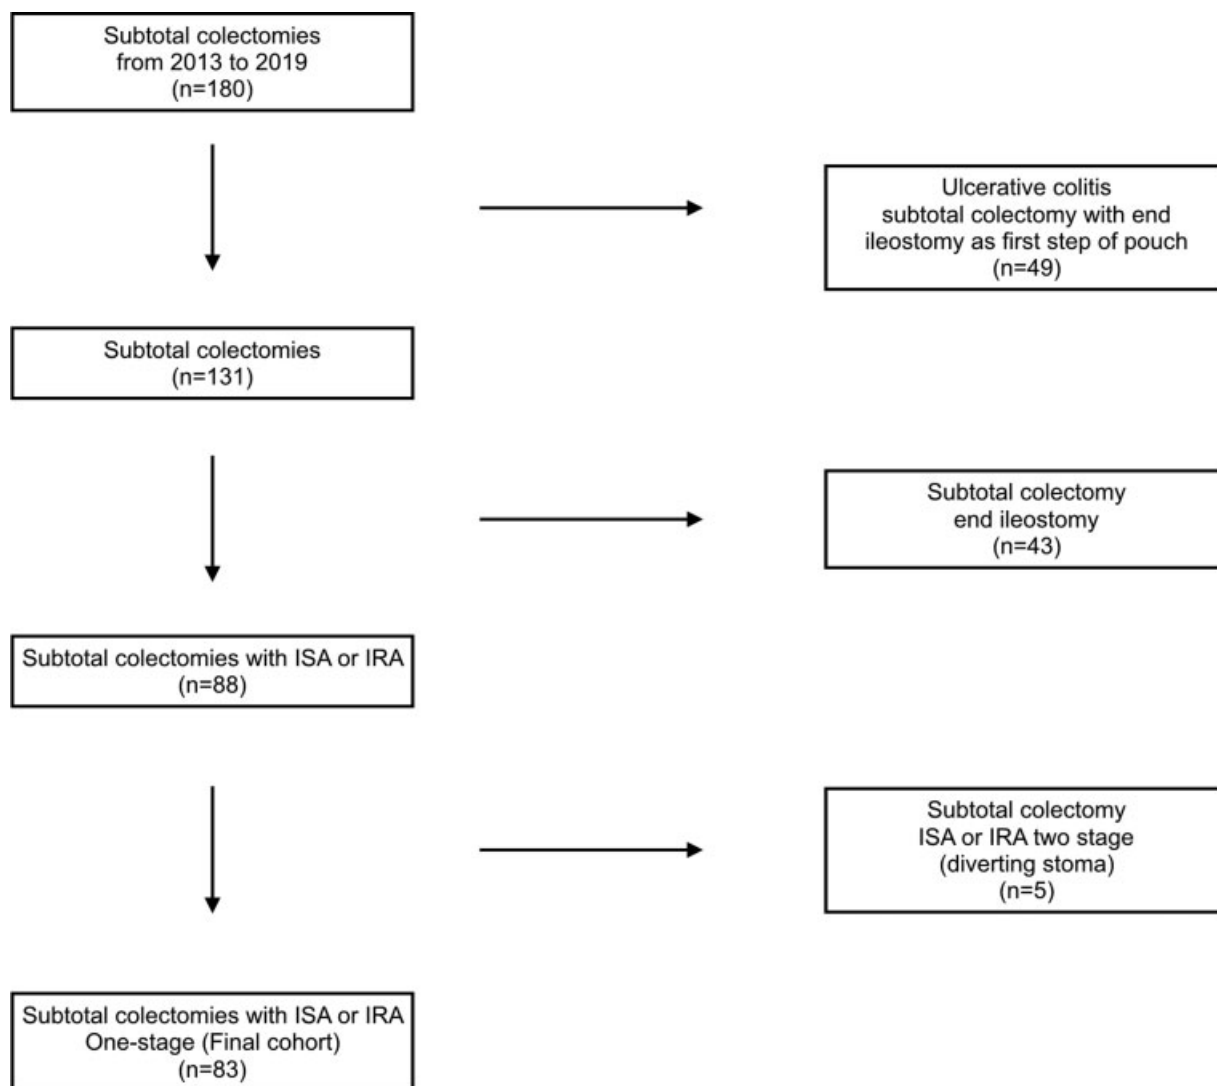 Subtotal colectomies
from 2013 to 2019
(n=180)
Ulcerative colitis
subtotal colectomy with end
ileostomy as first step of pouch
(n=49)
Subtotal colectomies
(n=131)
Subtotal colectomy
end ileostomy
(n=43)
Subtotal colectomies with ISA or IRA
(n=88)
Subtotal colectomy
ISA or IRA two stage
(diverting stoma)
(n=5)
Subtotal colectomies with ISA or IRA
One-stage (Final cohort)
(n=83)